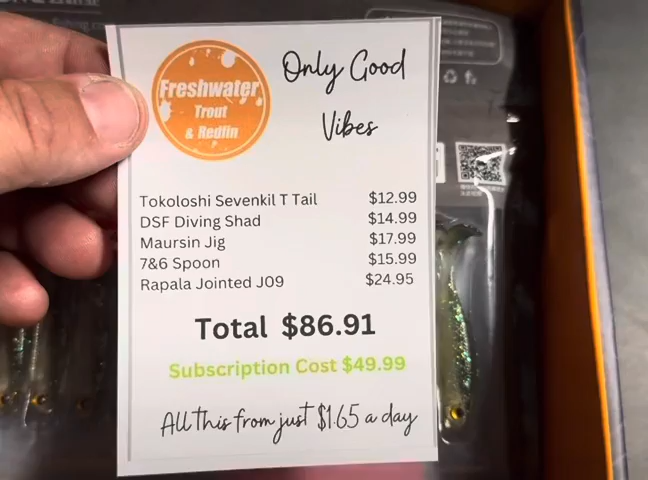 Freshwater
Trout
& Redfin
Only Good
Vibes
Tokoloshi Sevenkil T Tail $12.99
DSF Diving Shad $14.99
Maursin Jig $17.99
7&6 Spoon $15.99
Rapala Jointed J09 $24.95
Total $86.91
Subscription Cost $49.99
All this from just $1.65 a day